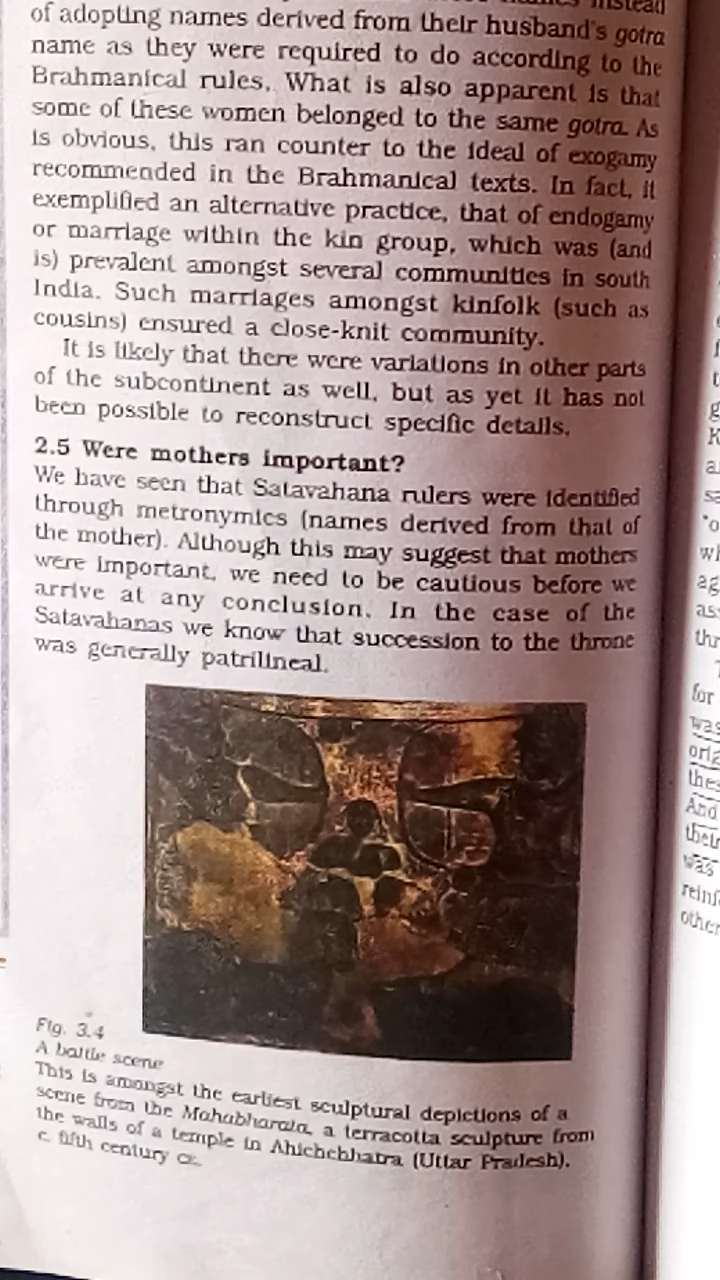 instead
of adopting names derived from their husband's gotra
name as they were required to do according to the
Brahmanical rules. What is also apparent is that
some of these women belonged to the same gotra. As
is obvious, this ran counter to the ideal of exogamy
recommended in the Brahmanical texts. In fact, it
exemplified an alternative practice, that of endogamy
or marriage within the kin group, which was (and
is) prevalent amongst several communities in south
India. Such marriages amongst kinfolk (such as
cousins) ensured a close-knit community.
It is likely that there were variations in other parts
of the subcontinent as well, but as yet it has not
been possible to reconstruct specific details.
2.5 Were mothers important?
We have seen that Satavahana rulers were identified
through metronymics (names derived from that of
the mother). Although this may suggest that mothers
were important, we need to be cautious before we
arrive at any conclusion. In the case of the
Satavahanas we know that succession to the throne
was generally patrilineal.
Fig. 3.4
A battle scene
This is amongst the earliest sculptural depictions of a
scene from the Mahabharata, a terracotta sculpture from
the walls of a temple in Ahichchhatra (Uttar Pradesh),
c. fifth century CE.
for
was
And
their
was
other